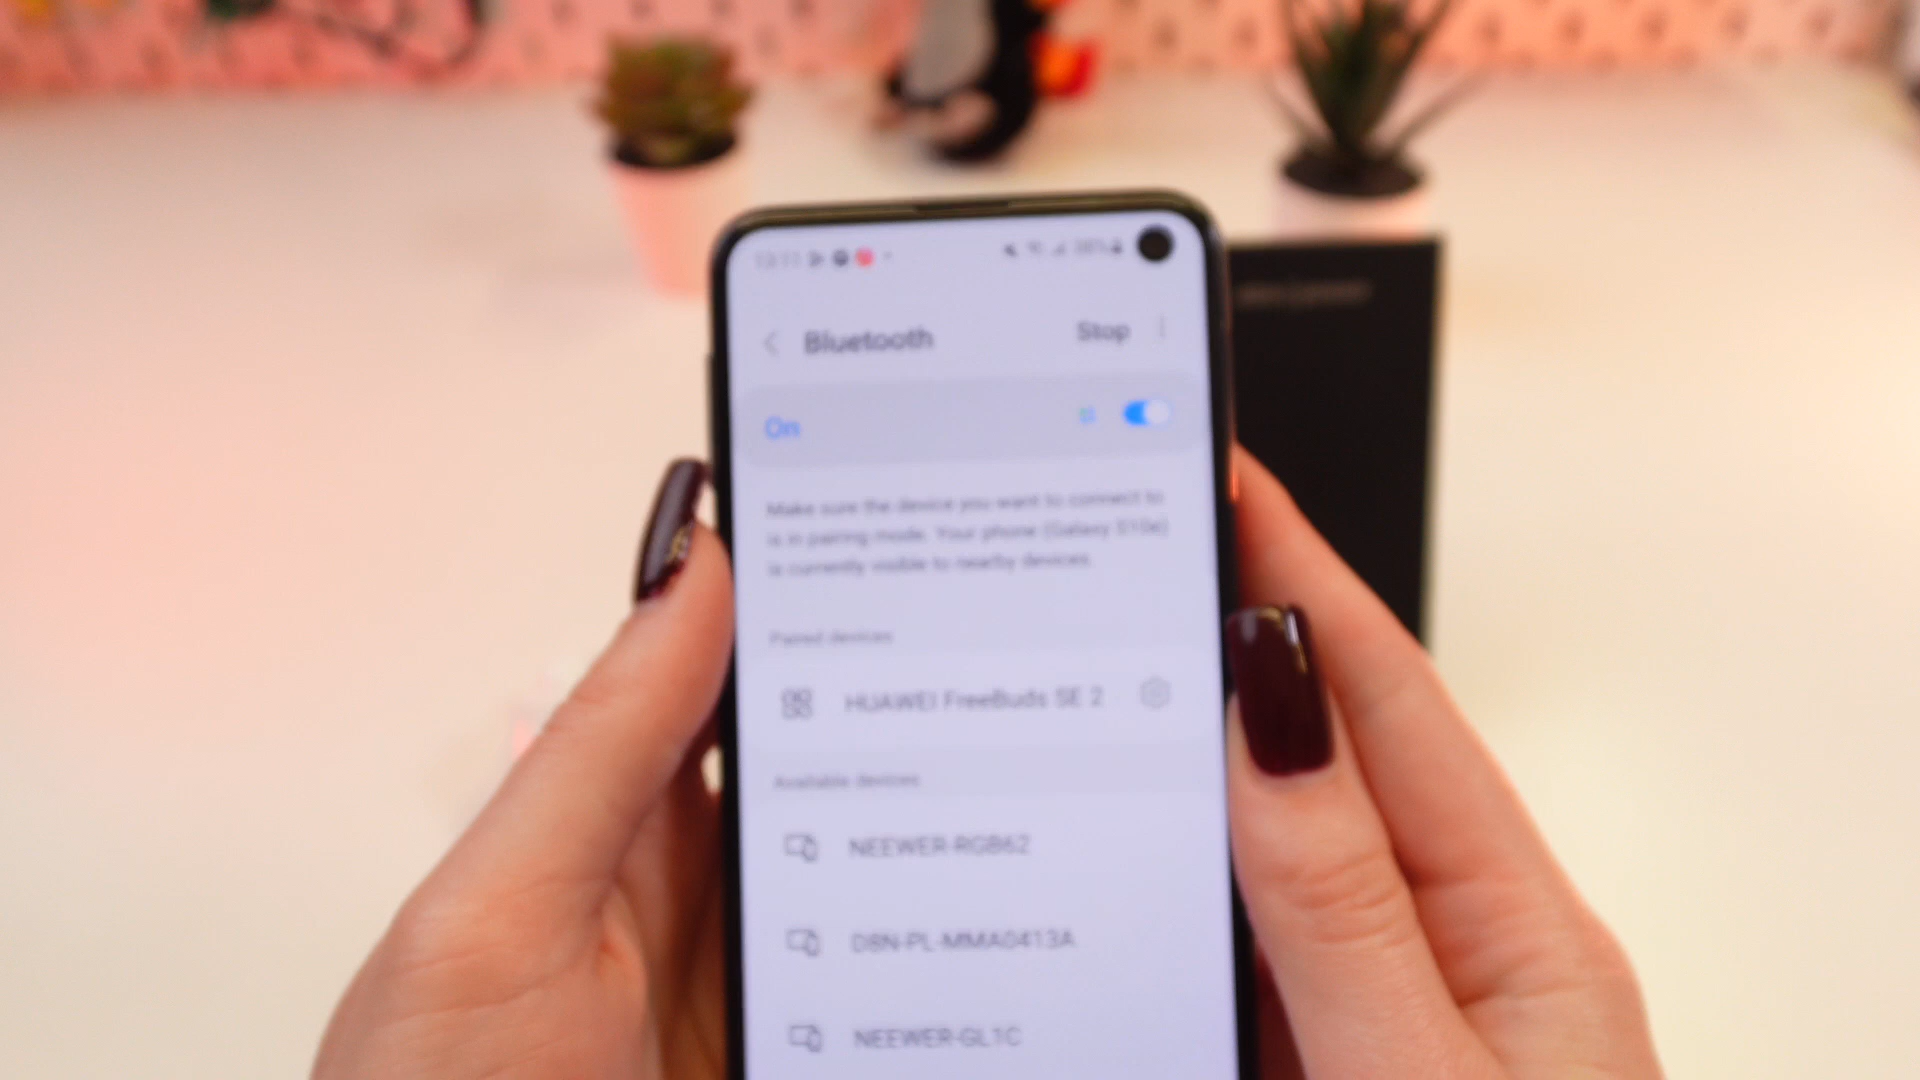 Bluetooth
Stop
On
Make sure the device you want to connect to
is in pairing mode. Your phone (Galaxy S10e)
is currently visible to nearby devices.
Paired devices
HUAWEI FreeBuds SE 2
Available devices
NEEWER-RGB62
D8N-PL-MMA0413A
NEEWER-GL1C